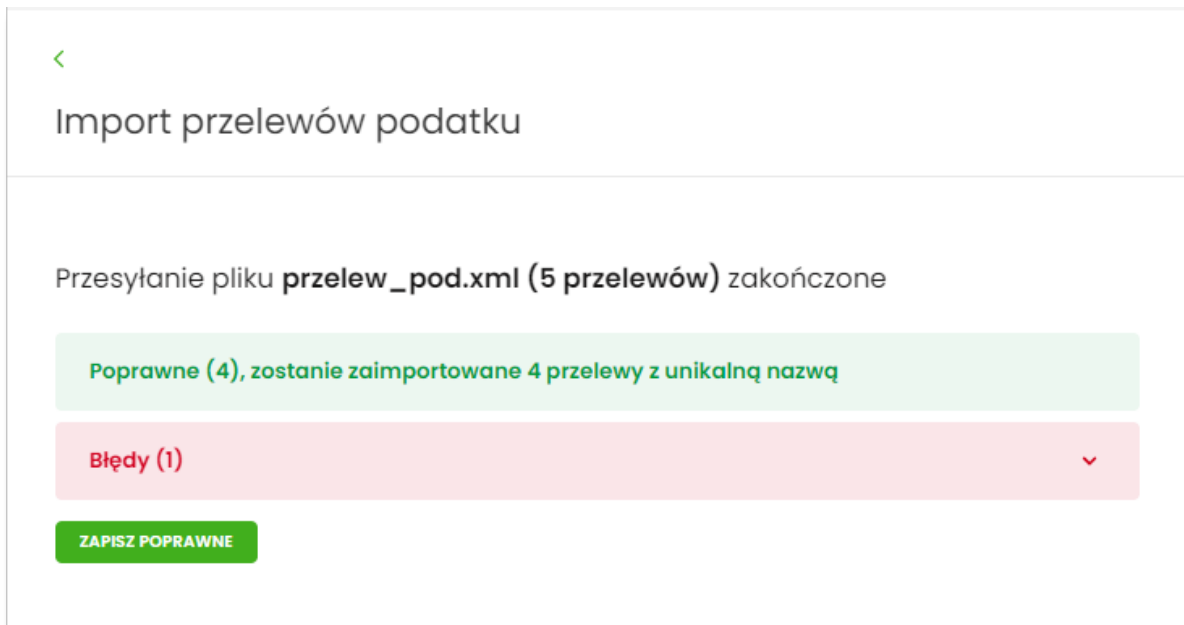 Import przelewów podatku
Przesyłanie pliku przelew_pod.xml (5 przelewów) zakończone
Poprawne (4), zostanie zaimportowane 4 przelewy z unikalną nazwą
Błędy (1)
ZAPISZ POPRAWNE